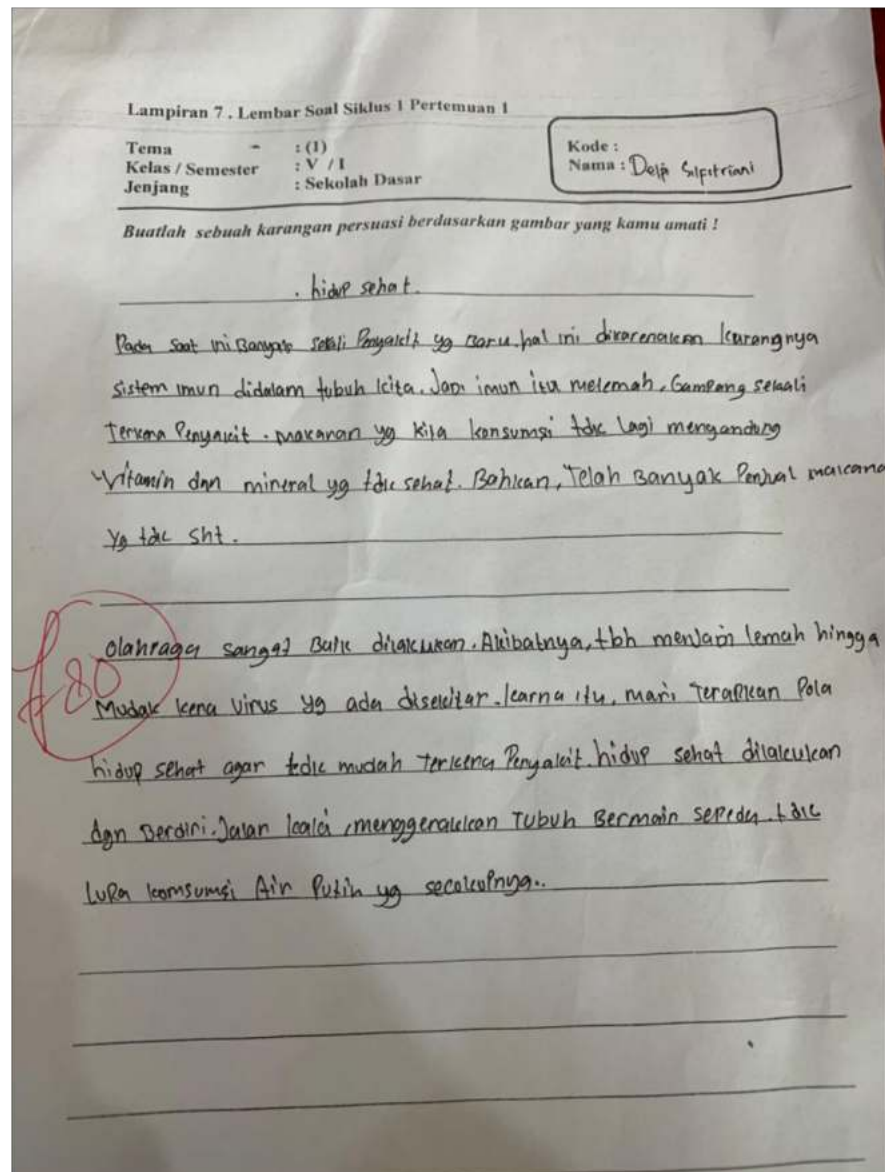 Lampiran 7 . Lembar Soal Siklus 1 Pertemuan 1
Tema - : (1)
Kelas / Semester : V / I
Jenjang : Sekolah Dasar
Kode :
Nama : Delpi Silpitriani
Buatlah sebuah karangan persuasi berdasarkan gambar yang kamu amati !
. hidup sehat.
Pada saat ini Banyak sekali Penyakit yg Baru. hal ini dikarenakan kurangnya
sistem imun didalam tubuh kita. Jadi imun itu melemah, Gampang sekali
Terkena Penyakit. makanan yg kita konsumsi tdk lagi mengandung
Vitamin dan mineral yg tdk sehat. Bahkan, Telah Banyak Penjual makana
Yg tdk sht.
Olahraga sangat Baik dilakukan. Akibatnya, tbh menjadi lemah hingga
Mudak kena virus yg ada disekitar. karna itu, mari Terapkan Pola
hidup sehat agar tedk mudah Terkena Penyakit. hidup sehat dilakukan
dgn Berdiri. Jalan kaki, menggerakkan Tubuh Bermain sepeda. tdk
lupa komsumsi Air Putih yg secukupnya..
80